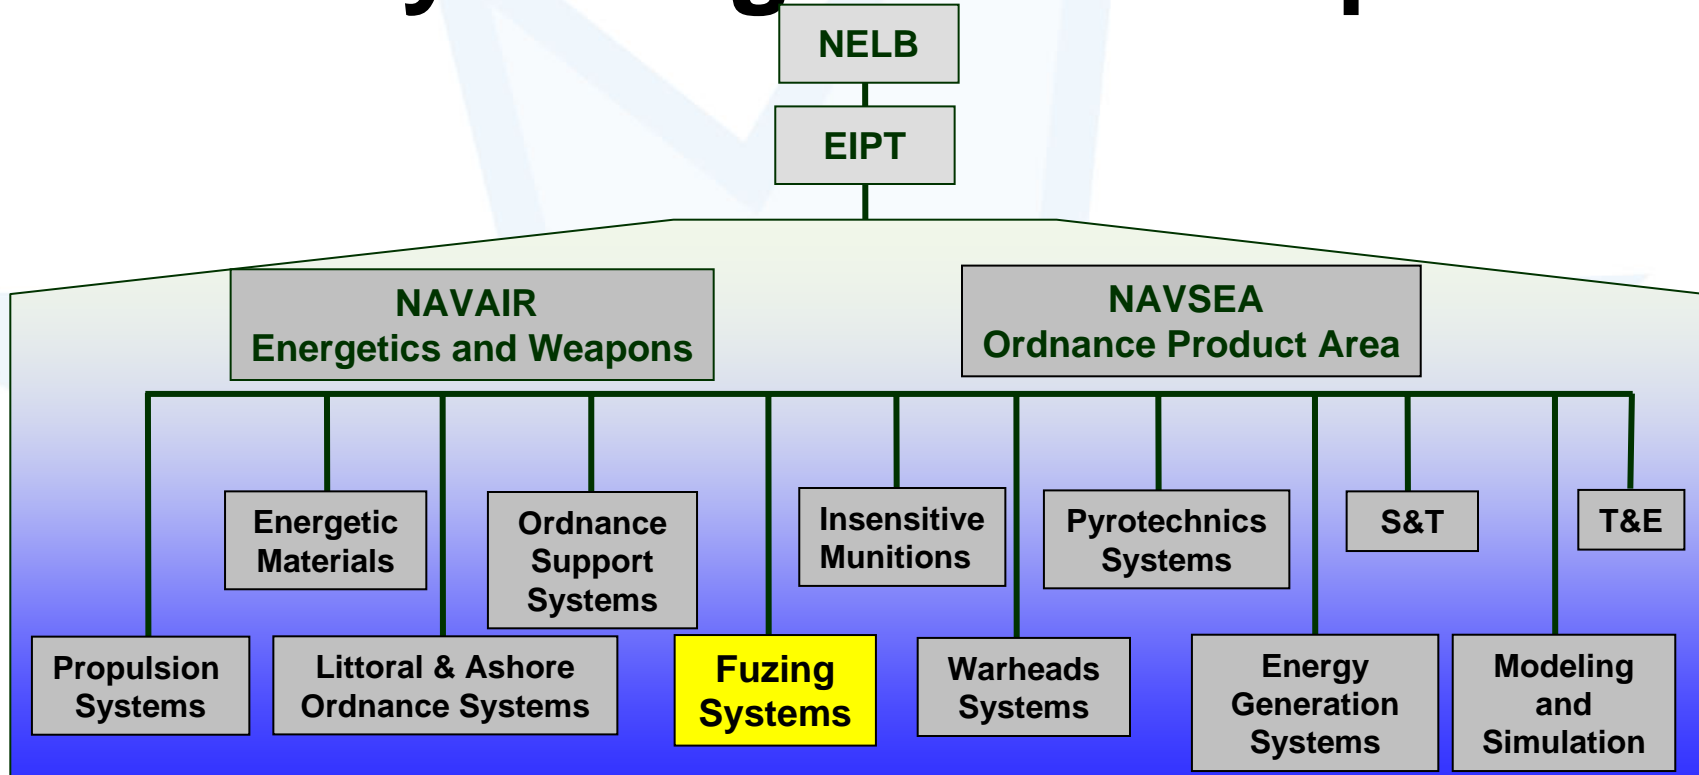 NELB
EIPT
NAVAIR
Energetics and Weapons
NAVSEA
Ordnance Product Area
Energetic
Materials
Ordnance
Support
Systems
Insensitive
Munitions
Pyrotechnics
Systems
S&T
T&E
Propulsion
Systems
Littoral & Ashore
Ordnance Systems
Fuzing
Systems
Warheads
Systems
Energy
Generation
Systems
Modeling
and
Simulation